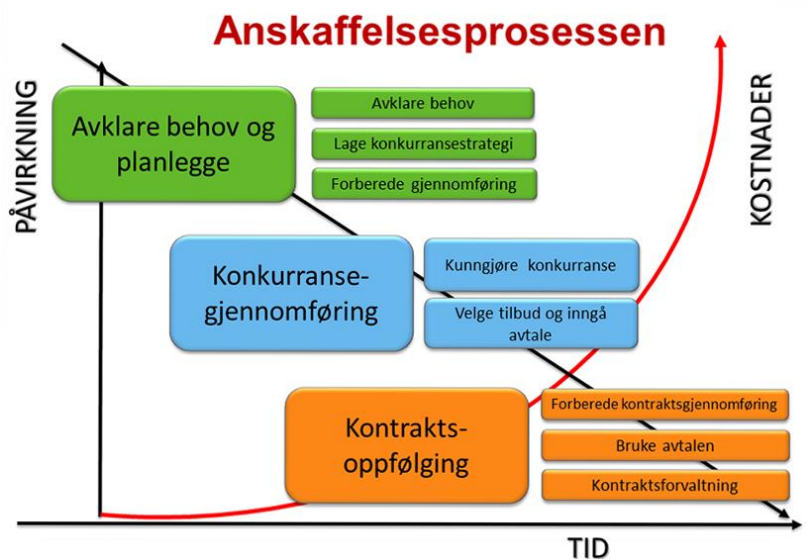 Anskaffelsesprosessen
PÅVIRKNING
KOSTNADER
Avklare behov og
planlegge
Avklare behov
Lage konkurransestrategi
Forberede gjennomføring
Konkurranse-
gjennomføring
Kunngjøre konkurranse
Velge tilbud og inngå
avtale
Kontrakts-
oppfølging
Forberede kontraktsgjennomføring
Bruke avtalen
Kontraktsforvaltning
TID